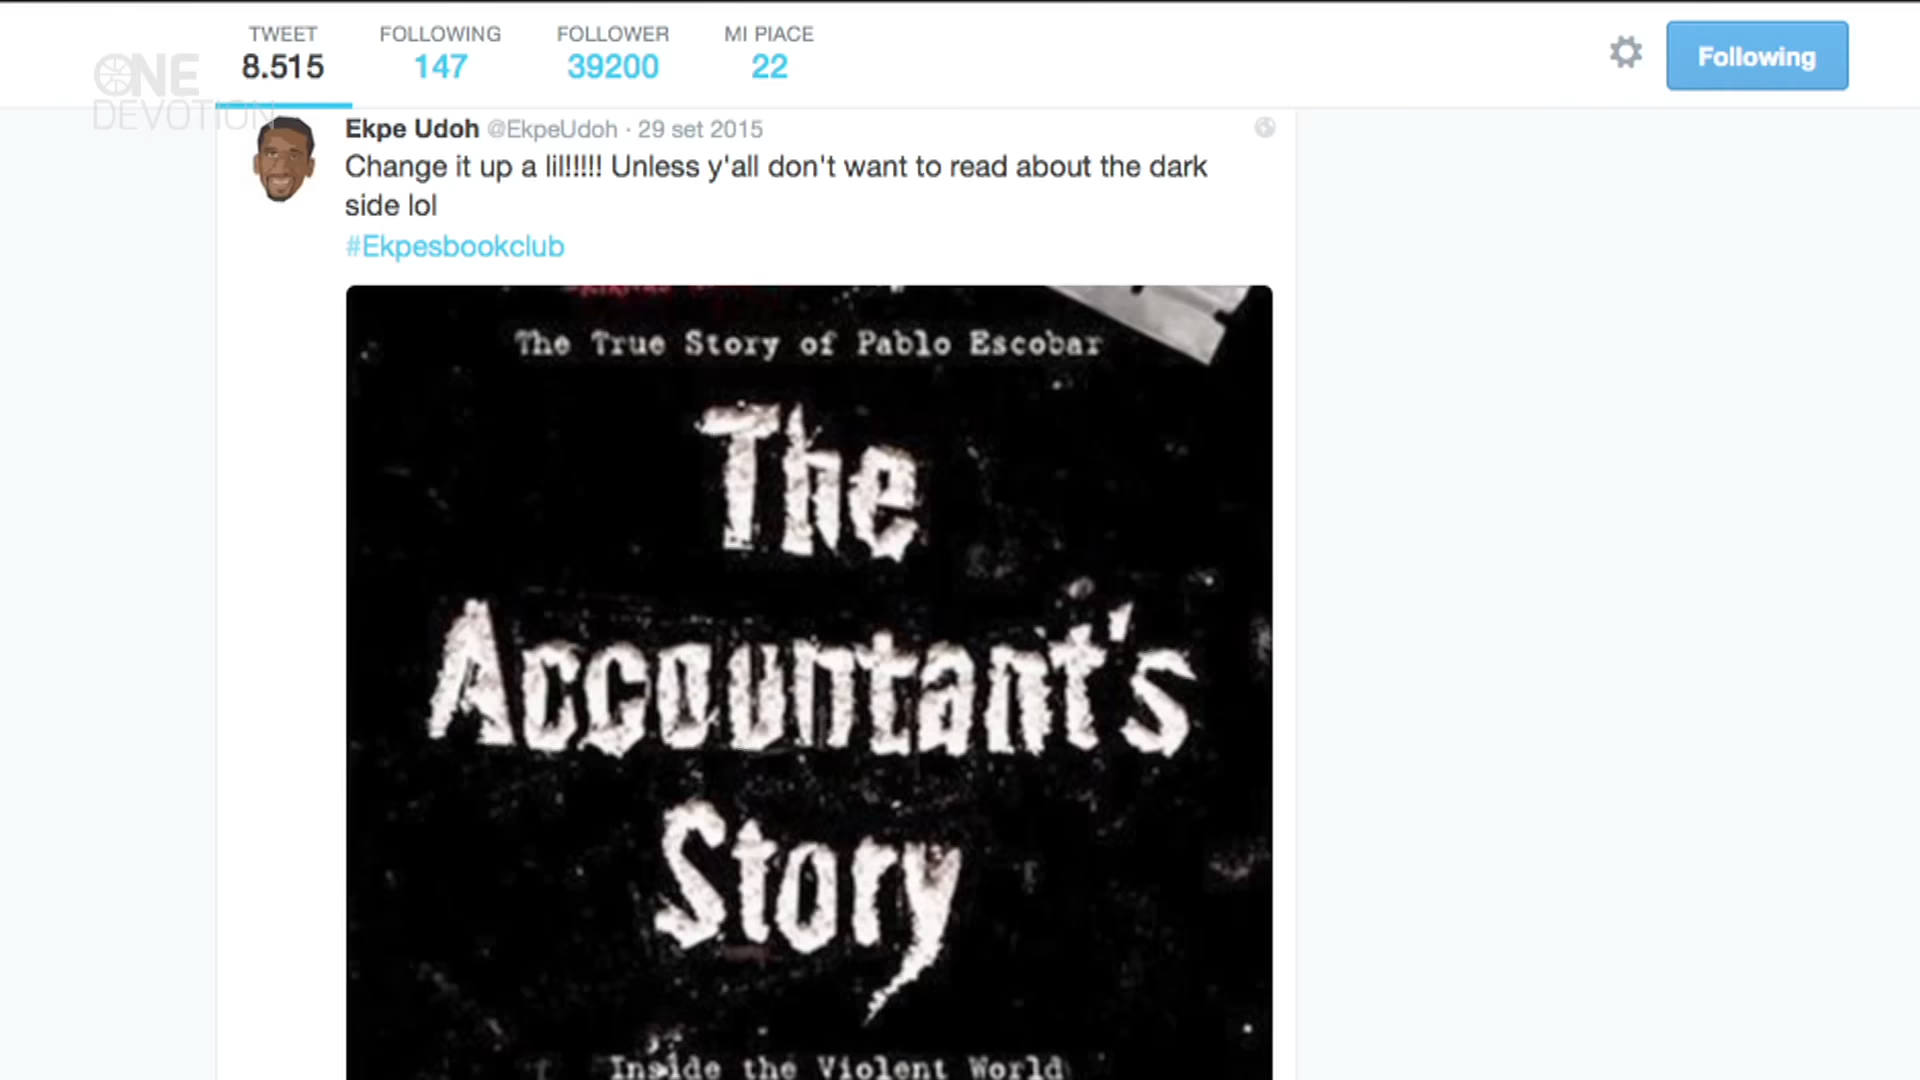 TWEET FOLLOWING FOLLOWER MI PIACE
8.515 147 39200 22
Following
ONE
DEVOTION
Ekpe Udoh @EkpeUdoh · 29 set 2015
Change it up a lil!!!!! Unless y'all don't want to read about the dark
side lol
#Ekpesbookclub
The True Story of Pablo Escobar
The
Accountant's
Story
Inside the Violent World